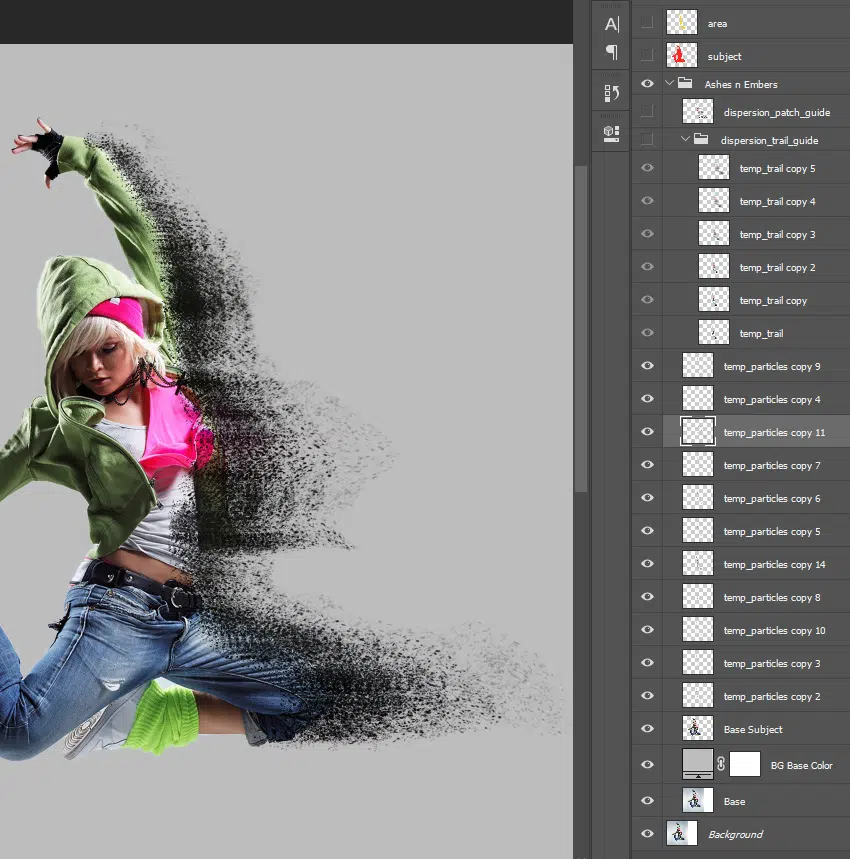 A
area
subject
Ashes n Embers
dispersion_patch_guide
dispersion_trail_guide
temp_trail copy 5
temp_trail copy 4
temp_trail copy 3
temp_trail copy 2
temp_trail copy
temp_trail
temp_particles copy 9
temp_particles copy 4
temp_particles copy 11
temp_particles copy 7
temp_particles copy 6
temp_particles copy 5
temp_particles copy 14
temp_particles copy 8
temp_particles copy 10
temp_particles copy 3
temp_particles copy 2
Base Subject
BG Base Color
Base
Background